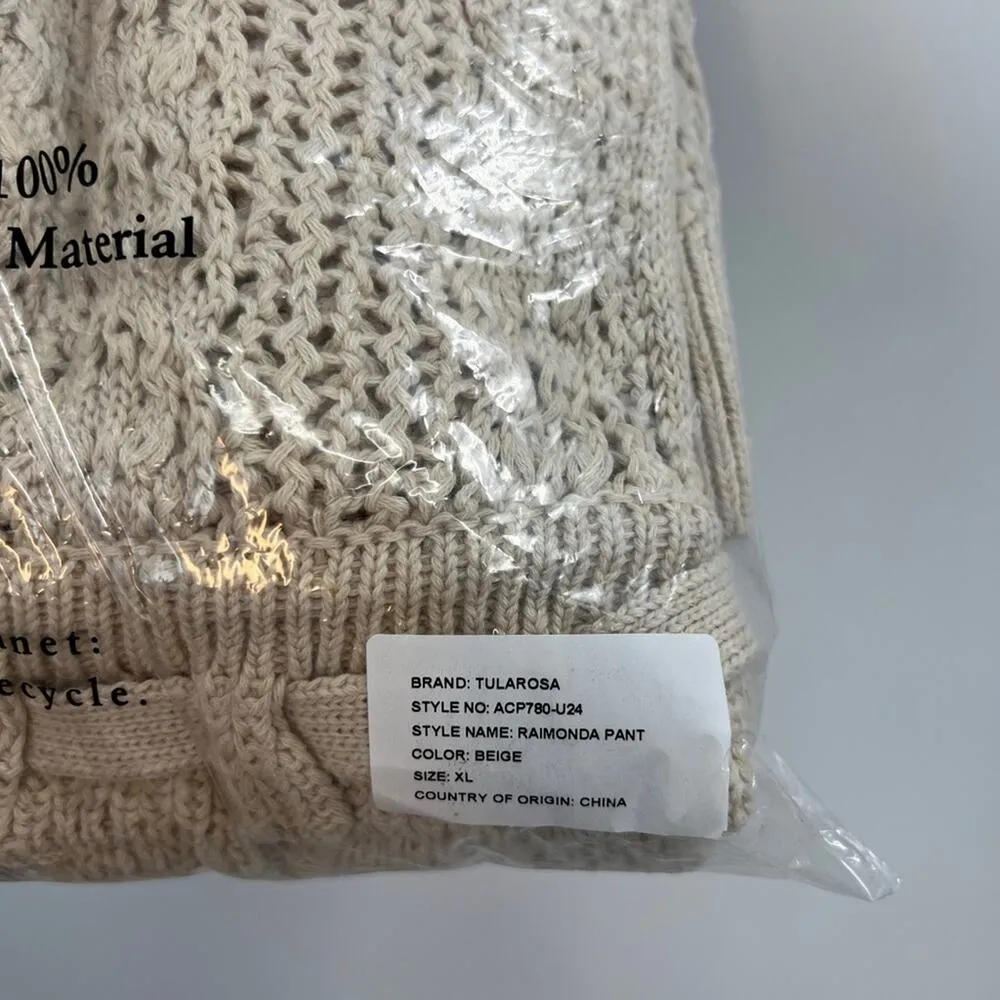 100%
Material
net:
ecycle.
BRAND: TULAROSA
STYLE NO: ACP780-U24
STYLE NAME: RAIMONDA PANT
COLOR: BEIGE
SIZE: XL
COUNTRY OF ORIGIN: CHINA